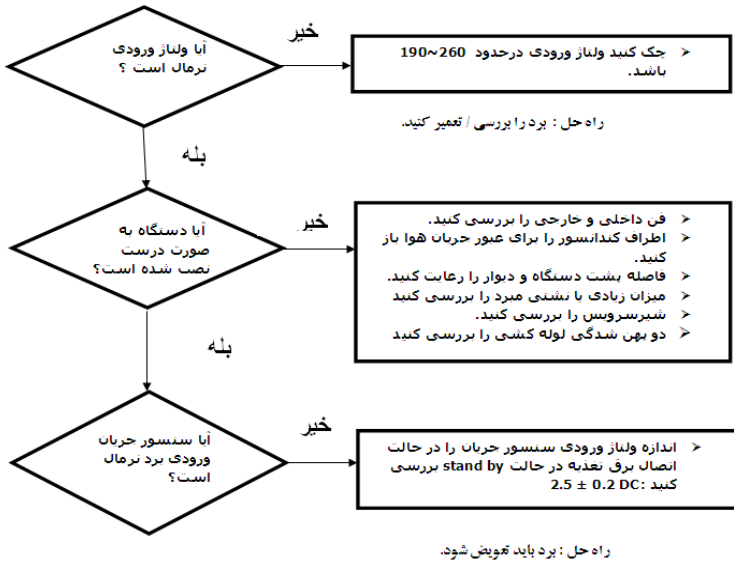 آیا ولتاژ ورودی
نرمال است ؟
خیر
چک کنید ولتاژ ورودی درحدود 260~190
باشد.
راه حل : برد را بررسی / تعمیر کنید.
بله
آیا دستگاه به
صورت درست
نصب شده است؟
خیر
فن داخلی و خارجی را بررسی کنید.
اطراف کندانسور را برای عبور جریان هوا باز
کنید.
فاصله پشت دستگاه و دیوار را رعایت کنید.
میزان زیادی یا نشتی مبرد را بررسی کنید
شیرسرویس را بررسی کنید.
دو پهن شدگی لوله کشی را بررسی کنید
بله
آیا سنسور جریان
ورودی برد نرمال
است؟
خیر
اندازه ولتاژ ورودی سنسور جریان را در حالت
اتصال برق تغذیه در حالت stand by بررسی
کنید :2.5 ± 0.2 DC
راه حل : برد باید تعویض شود.